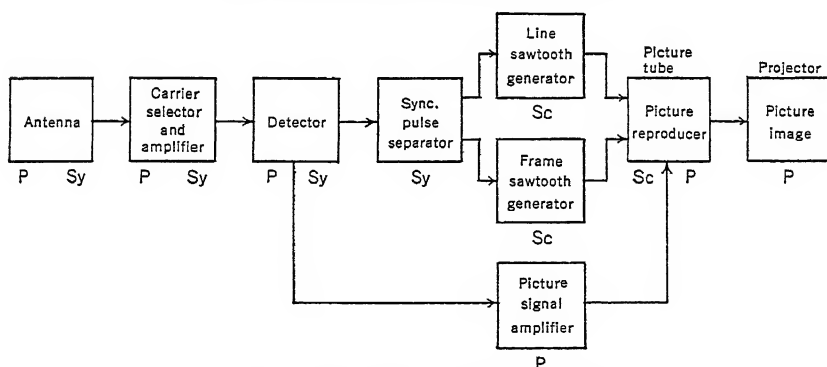 Antenna
P Sy
Carrier
selector
and
amplifier
P Sy
Detector
P Sy
Sync.
pulse
separator
Sy
Line
sawtooth
generator
Sc
Frame
sawtooth
generator
Sc
Picture
signal
amplifier
P
Picture
tube
Picture
reproducer
Sc P
Projector
Picture
image
P